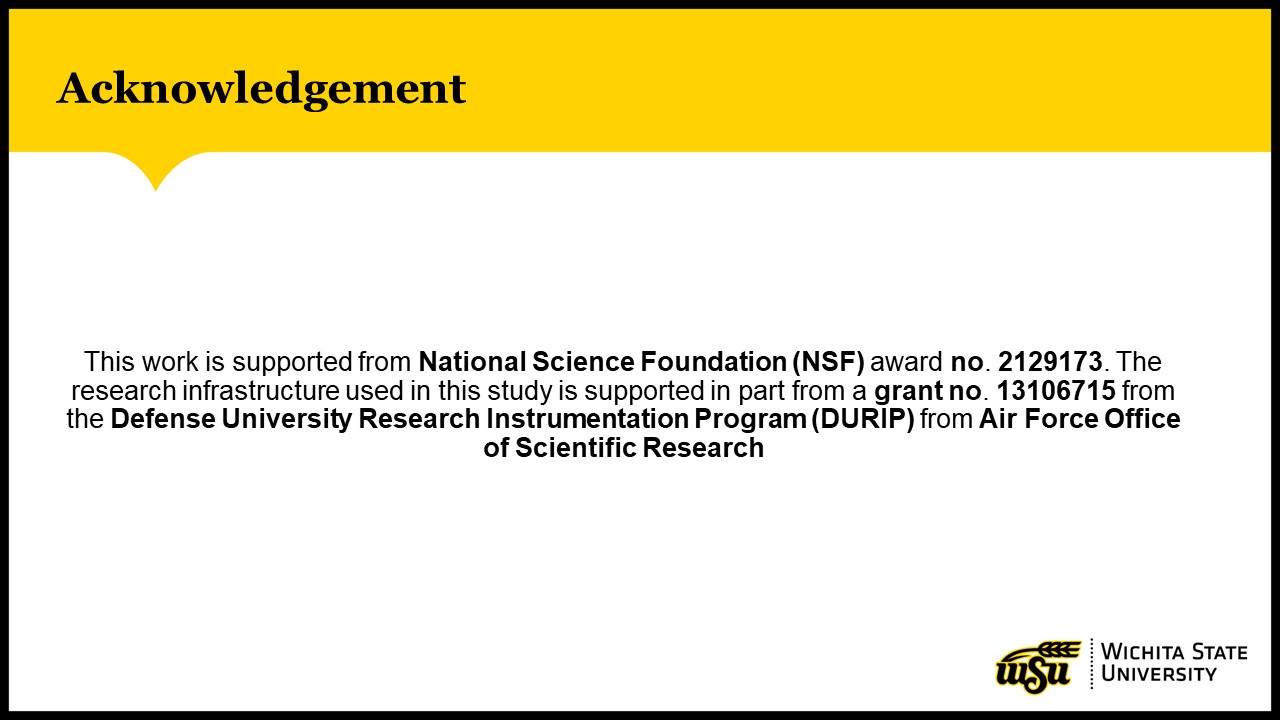 Acknowledgement
This work is supported from National Science Foundation (NSF) award no. 2129173. The
research infrastructure used in this study is supported in part from a grant no. 13106715 from
the Defense University Research Instrumentation Program (DURIP) from Air Force Office
of Scientific Research
WSU
WICHITA STATE
UNIVERSITY